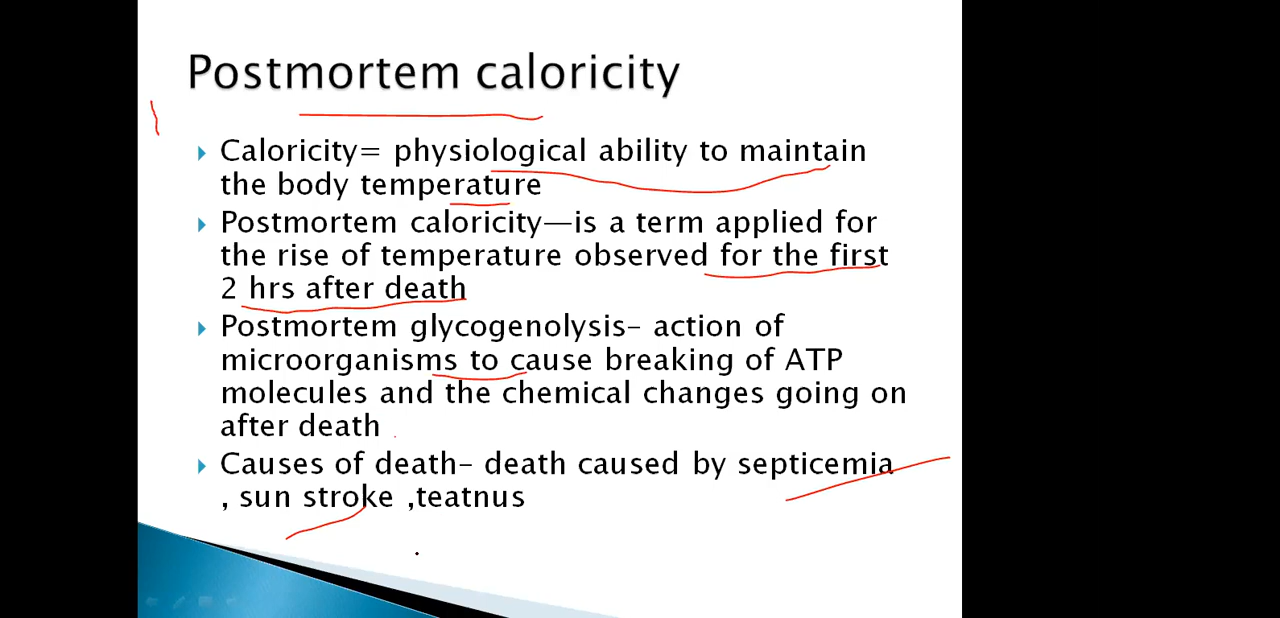 Postmortem caloricity
Caloricity= physiological ability to maintain
the body temperature
Postmortem caloricity—is a term applied for
the rise of temperature observed for the first
2 hrs after death
Postmortem glycogenolysis- action of
microorganisms to cause breaking of ATP
molecules and the chemical changes going on
after death
Causes of death- death caused by septicemia
, sun stroke ,teatnus